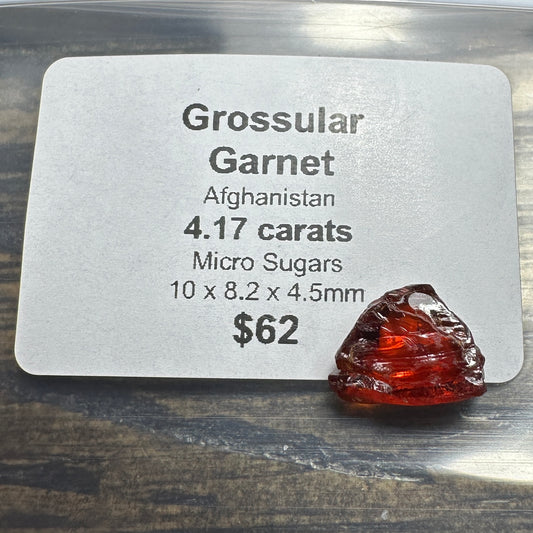 Grossular
Garnet
Afghanistan
4.17 carats
Micro Sugars
10 x 8.2 x 4.5mm
$62